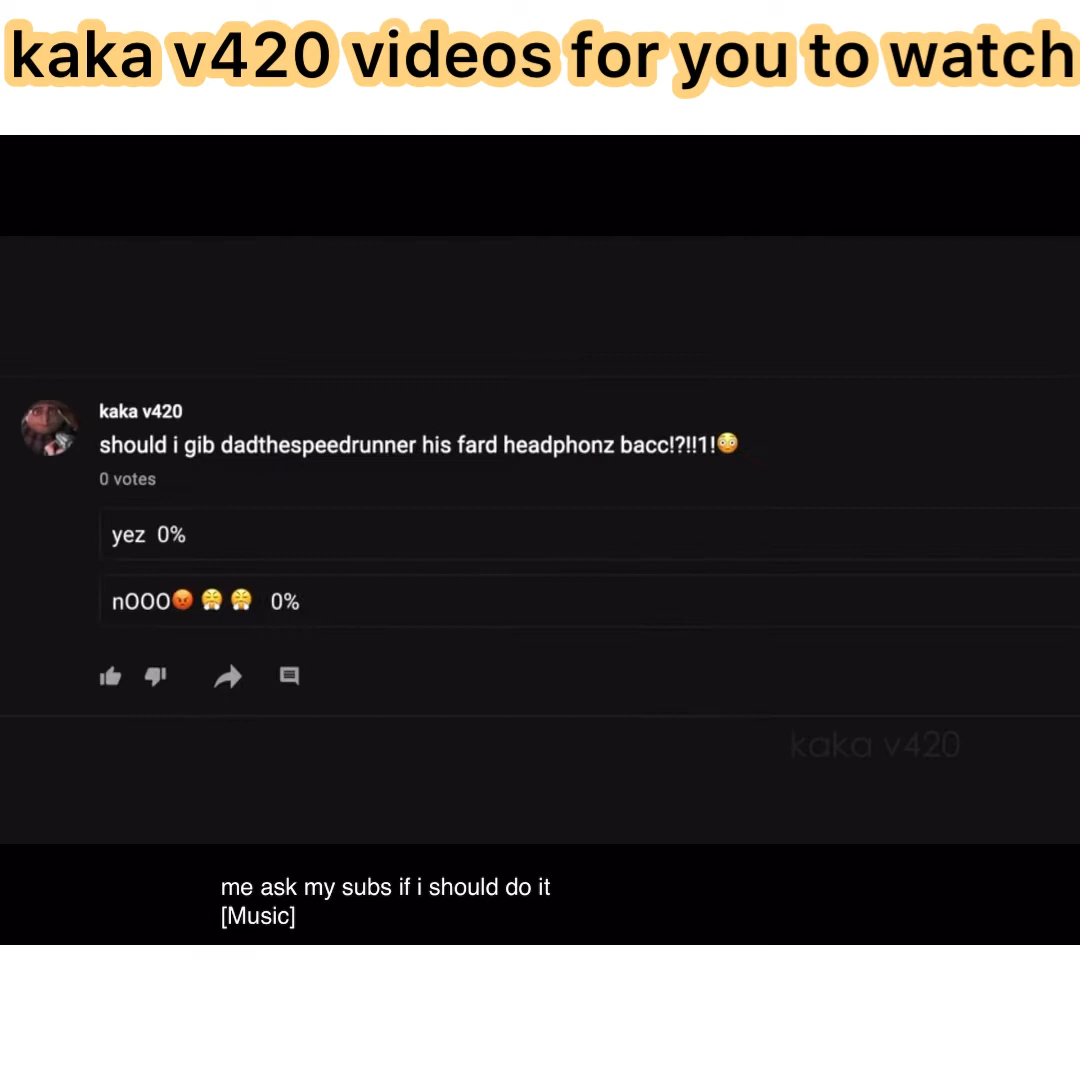 kaka v420 videos for you to watch
kaka v420
should i gib dadthespeedrunner his fard headphonz bacc!?!!1!😳
0 votes
yez 0%
nOOO😡😤😤 0%
kaka v420
me ask my subs if i should do it
[Music]